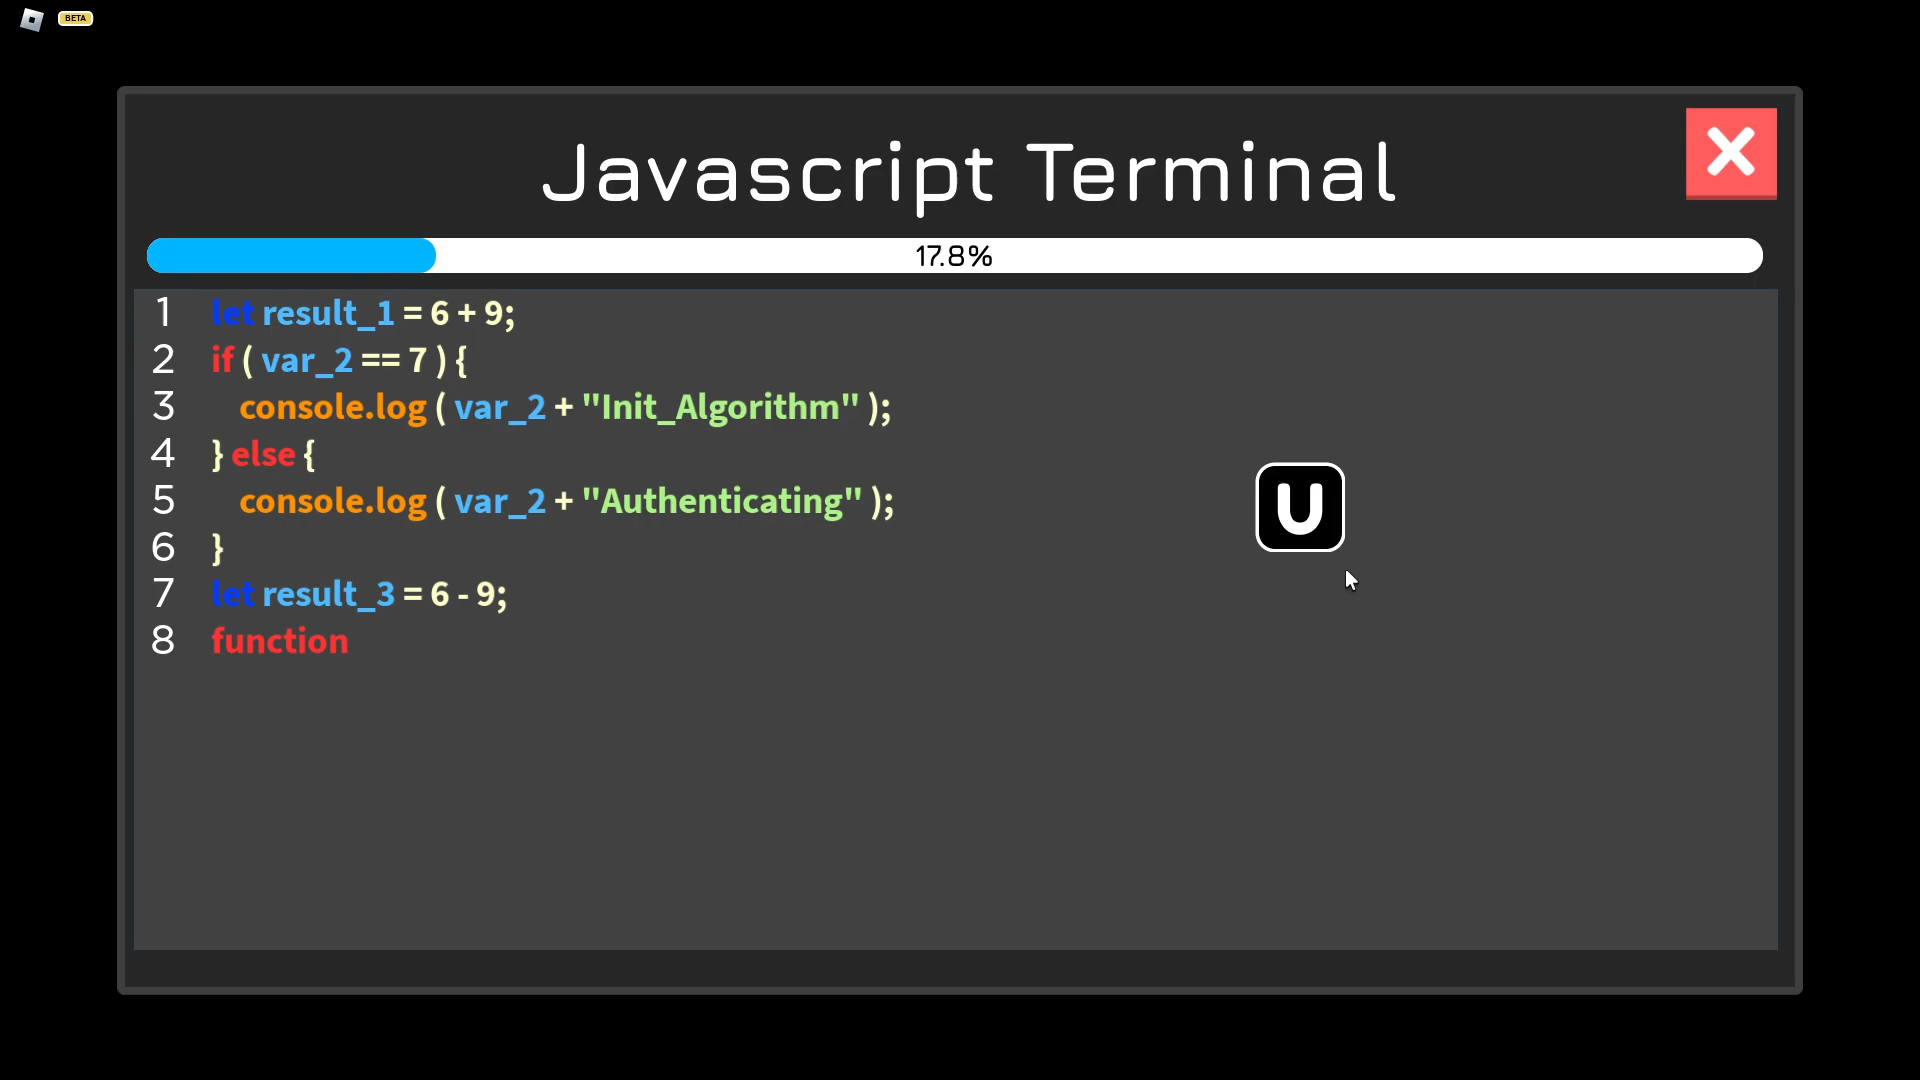 BETA
Javascript Terminal
17.8%
1 let result_1 = 6 + 9;
2 if ( var_2 == 7 ) {
3 console.log ( var_2 + "Init_Algorithm" );
4 } else {
5 console.log ( var_2 + "Authenticating" );
6 }
7 let result_3 = 6 - 9;
8 function
U